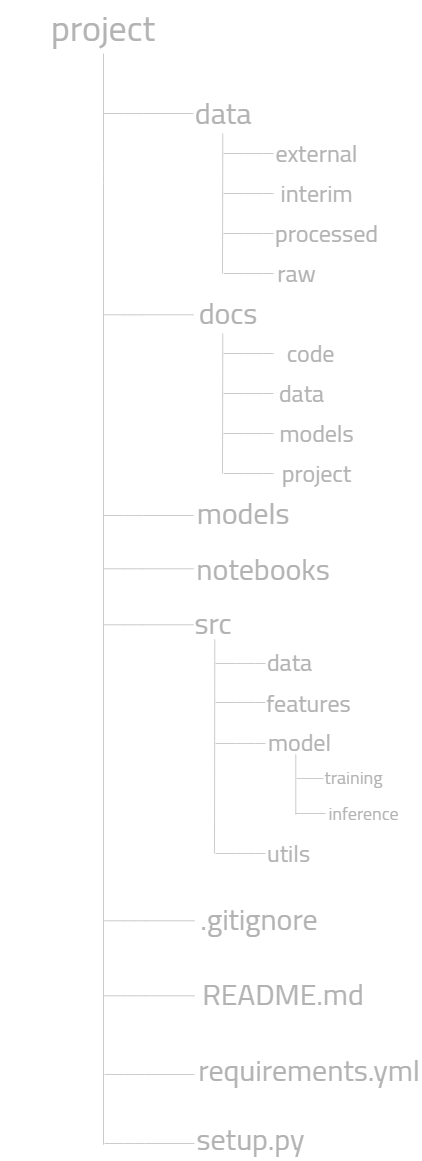 project
data
external
interim
processed
raw
docs
code
data
models
project
models
notebooks
src
data
features
model
training
inference
utils
.gitignore
README.md
requirements.yml
setup.py